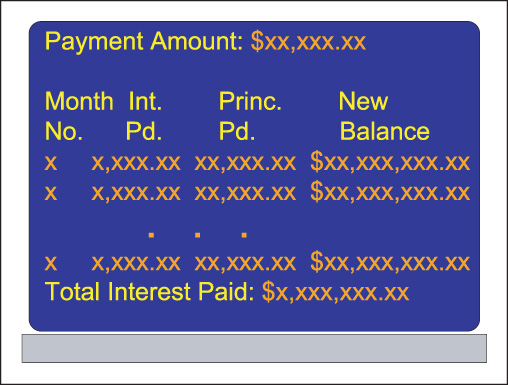 Payment Amount: $xx,xxx.xx
Month Int. Princ. New
No. Pd. Pd. Balance
x x,xxx.xx xx,xxx.xx $xx,xxx,xxx.xx
x x,xxx.xx xx,xxx.xx $xx,xxx,xxx.xx
. . .
x x,xxx.xx xx,xxx.xx $xx,xxx,xxx.xx
Total Interest Paid: $x,xxx,xxx.xx